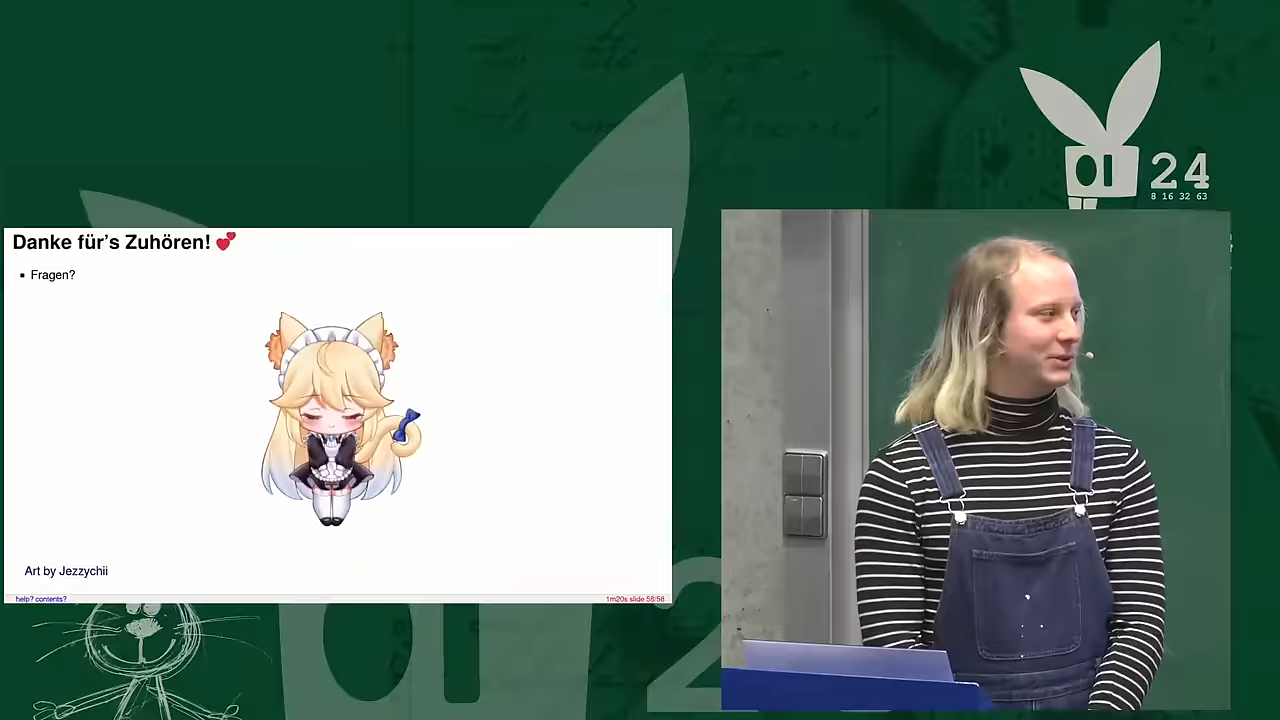 Danke für’s Zuhören! 💕
▪ Fragen?
Art by Jezzychii
help? contents?
1m20s slide 58/58
24
8 16 32 63